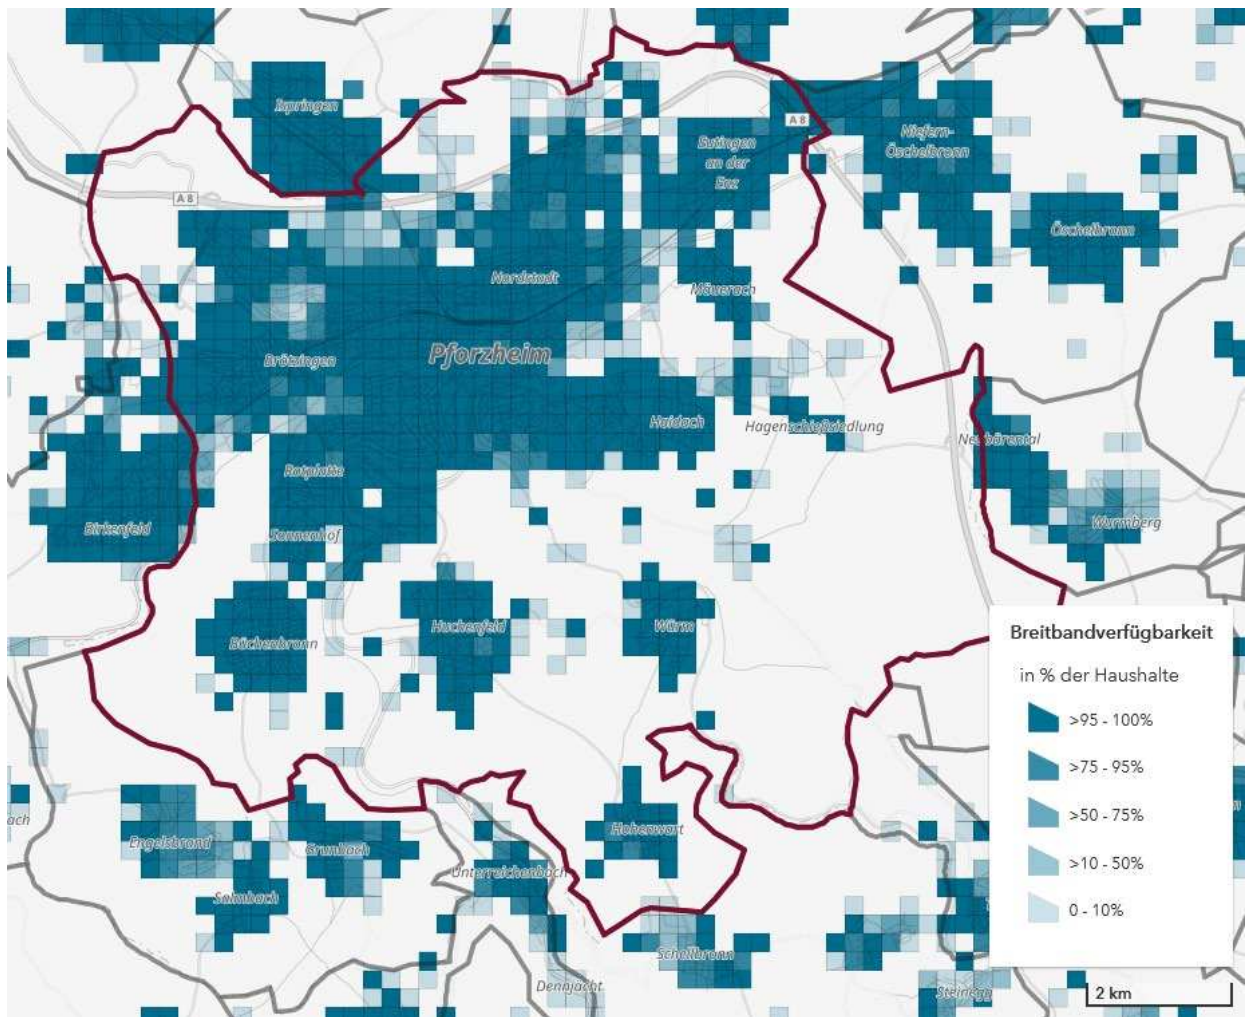 Ispringen
A 8
Niefern-
Öschelbronn
Eutingen
an der
Enz
A 8
Öschelbronn
Nordstadt
Mäuerach
Pforzheim
Brötzingen
Haidach
Hagenschießsiedlung
Neubärental
Rotplatte
Birkenfeld
Wurmberg
Sonnenhof
Büchenbronn
Huchenfeld
Würm
Breitbandverfügbarkeit
in % der Haushalte
>95 - 100%
>75 - 95%
>50 - 75%
>10 - 50%
0 - 10%
ach
Engelsbrand
Grunbach
Hohenwart
Unterreichenbach
Salmbach
Schellbronn
Dennjächt
Steinegg
2 km